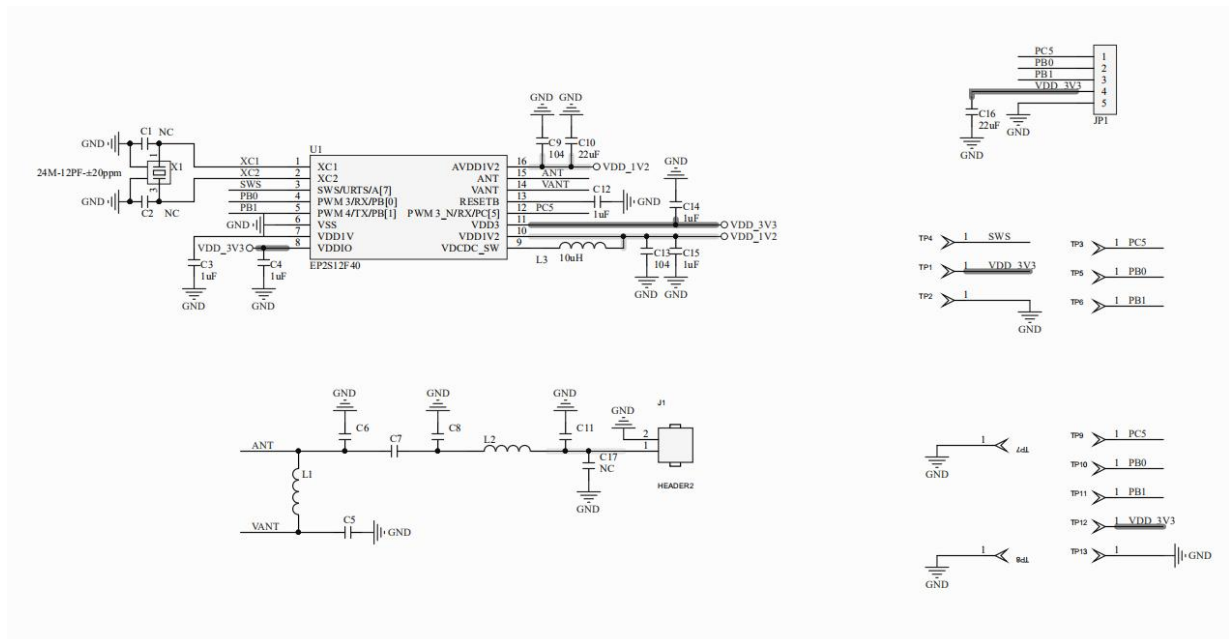 PC5
1
PB0
2
PB1
3
VDD_3V3
4
5
C16
22uF
GND
JP1
GND
GND GND
C9
104
C10
22uF
C1 NC
GND
1
X1
24M-12PF-±20ppm
3
GND
C2 NC
U1
XC1 1 XC1 AVDD1V2 16 VDD_1V2
XC2 2 XC2 ANT 15 ANT
SWS 3 SWS/URTS/A[7] VANT 14 VANT
PB0 4 PWM3/RX/PB[0] RESETB 13
PB1 5 PWM4/TX/PB[1] PWM3_N/RX/PC[5] 12 PC5
GND 6 VSS VDD3 11 VDD_3V3
7 VDD1V VDD1V2 10 VDD_1V2
VDD_3V3 8 VDDIO VDCDC_SW 9
EP2S12F40
C12
1uF
GND
GND
C14
1uF
C3
1uF
GND
C4
1uF
GND
L3
10uH
C13
104
GND
C15
1uF
GND
TP4 1 SWS
TP1 1 VDD_3V3
TP2 1
GND
TP3 1 PC5
TP5 1 PB0
TP6 1 PB1
GND GND GND
C6
C7
C8
L2
C11
ANT
L1
VANT
C5
GND
C17
NC
GND
J1
GND
2
1
HEADER2
1 TP7
GND
1 TP8
GND
TP9 1 PC5
TP10 1 PB0
TP11 1 PB1
TP12 1 VDD_3V3
TP13 1 GND